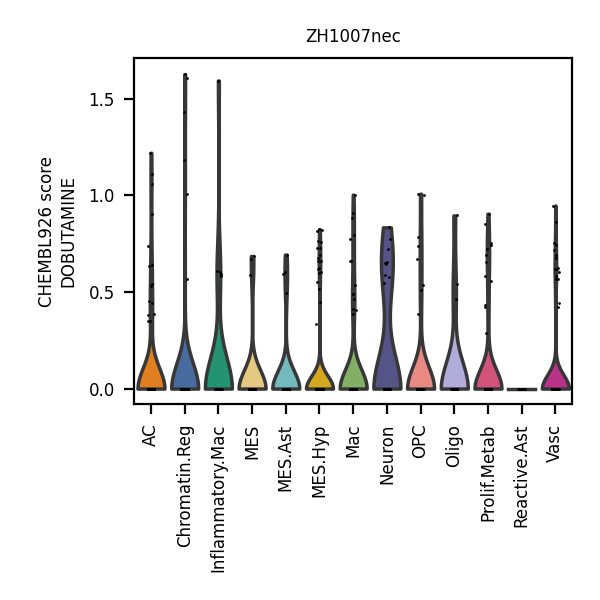 ZH1007nec
CHEMBL926 score
DOBUTAMINE
1.5
1.0
0.5
0.0
AC
Chromatin.Reg
Inflammatory.Mac
MES
MES.Ast
MES.Hyp
Mac
Neuron
OPC
Oligo
Prolif.Metab
Reactive.Ast
Vasc